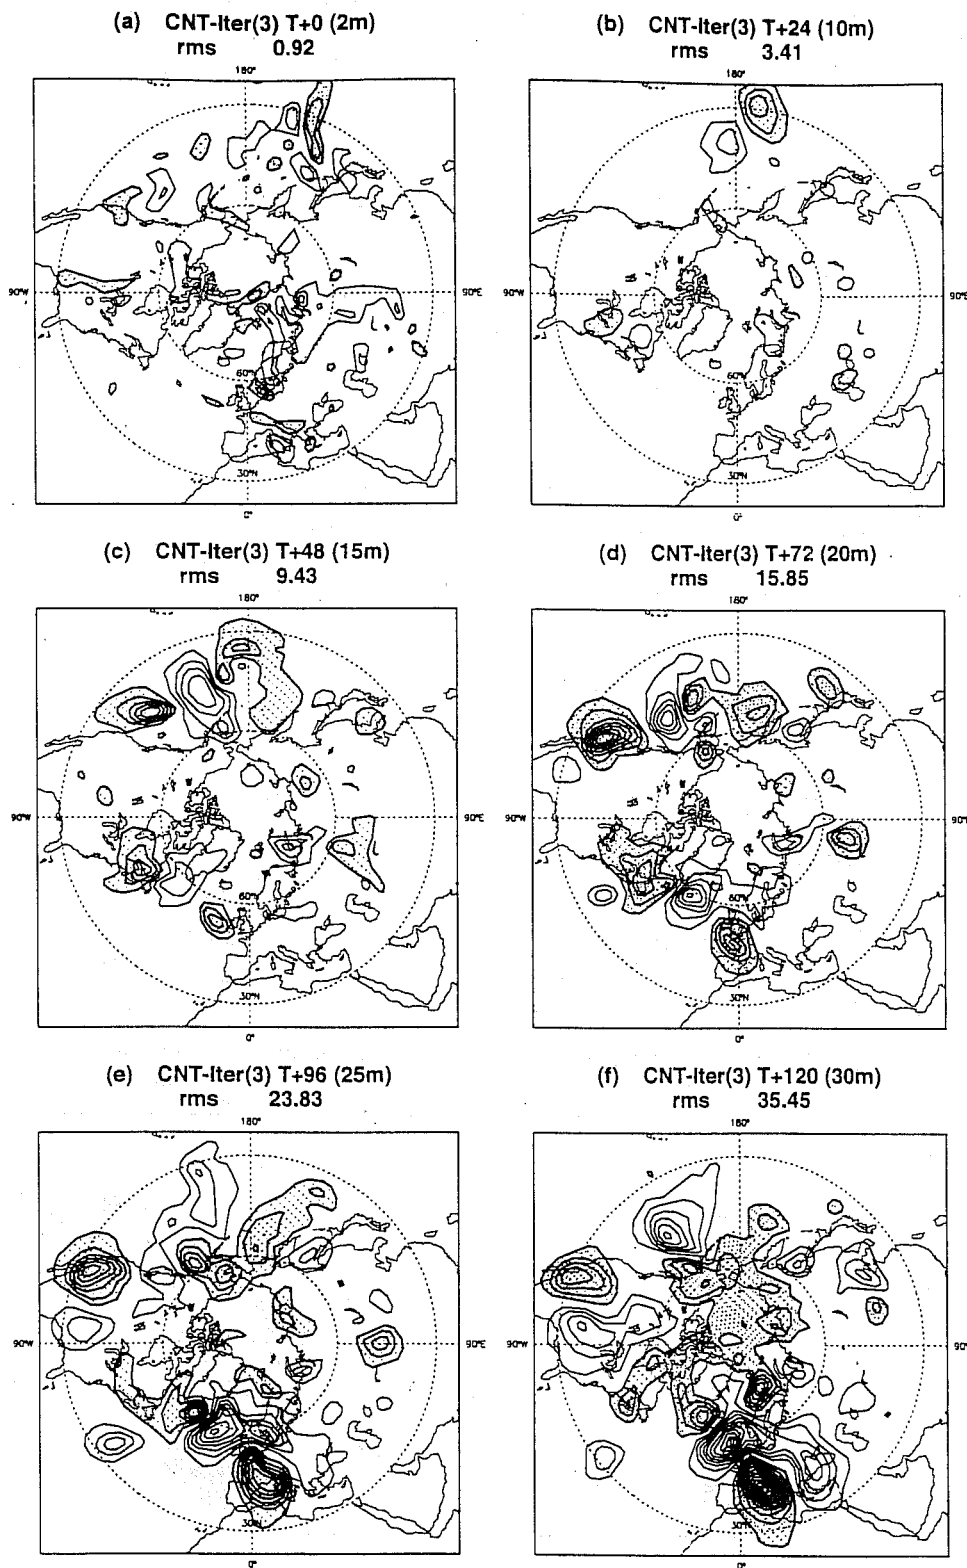 (a) CNT-Iter(3) T+0 (2m)
rms 0.92
180°
90°W
90°E
60°N
30°N
0°
(b) CNT-Iter(3) T+24 (10m)
rms 3.41
180°
90°W
90°E
60°N
30°N
0°
(c) CNT-Iter(3) T+48 (15m)
rms 9.43
180°
90°W
90°E
60°N
30°N
0°
(d) CNT-Iter(3) T+72 (20m)
rms 15.85
180°
90°W
90°E
60°N
30°N
0°
(e) CNT-Iter(3) T+96 (25m)
rms 23.83
180°
90°W
90°E
30°N
0°
(f) CNT-Iter(3) T+120 (30m)
rms 35.45
180°
90°W
90°E
30°N
0°